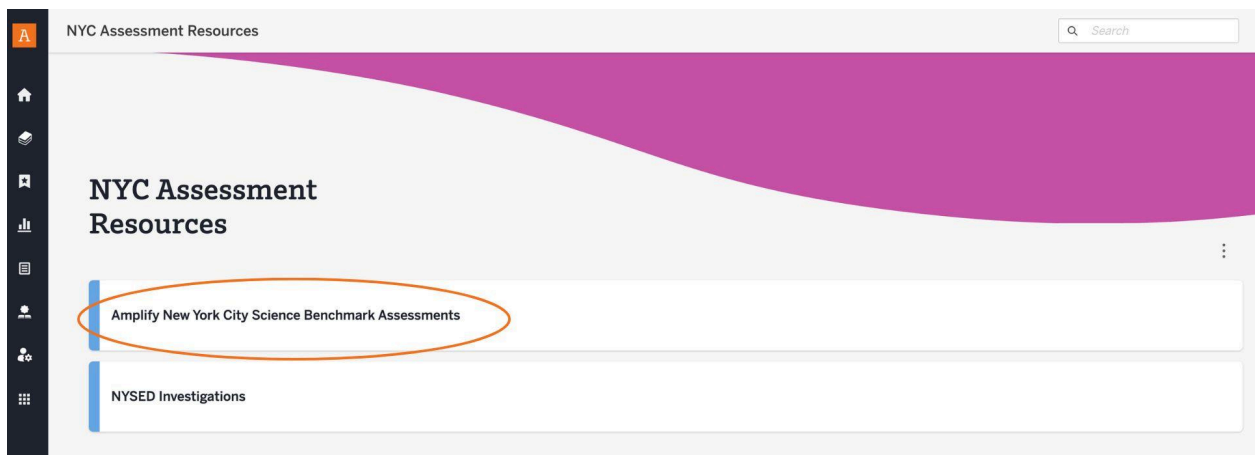 A
NYC Assessment Resources
Search
NYC Assessment
Resources
Amplify New York City Science Benchmark Assessments
NYSED Investigations